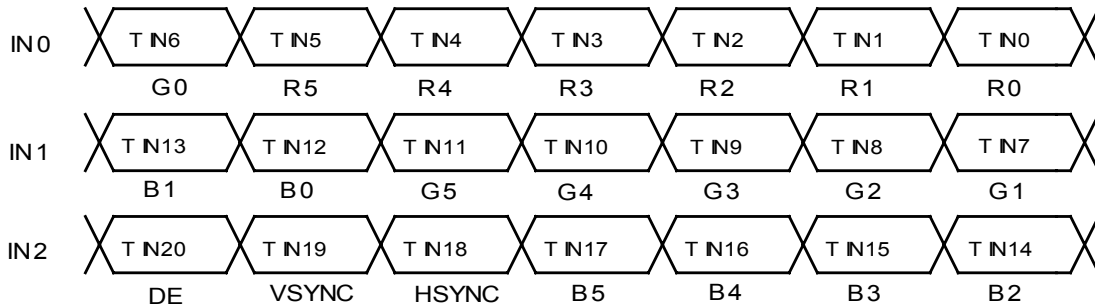 IN0 TIN6 TIN5 TIN4 TIN3 TIN2 TIN1 TIN0
G0 R5 R4 R3 R2 R1 R0
IN1 TIN13 TIN12 TIN11 TIN10 TIN9 TIN8 TIN7
B1 B0 G5 G4 G3 G2 G1
IN2 TIN20 TIN19 TIN18 TIN17 TIN16 TIN15 TIN14
DE VSYNC HSYNC B5 B4 B3 B2